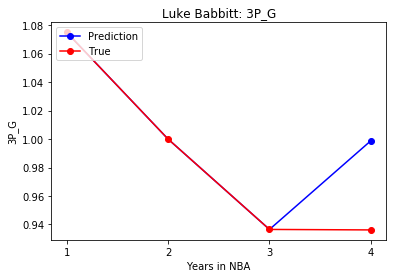 Luke Babbitt: 3P_G
Prediction
True
3P_G
1.08
1.06
1.04
1.02
1.00
0.98
0.96
0.94
1
2
3
4
Years in NBA